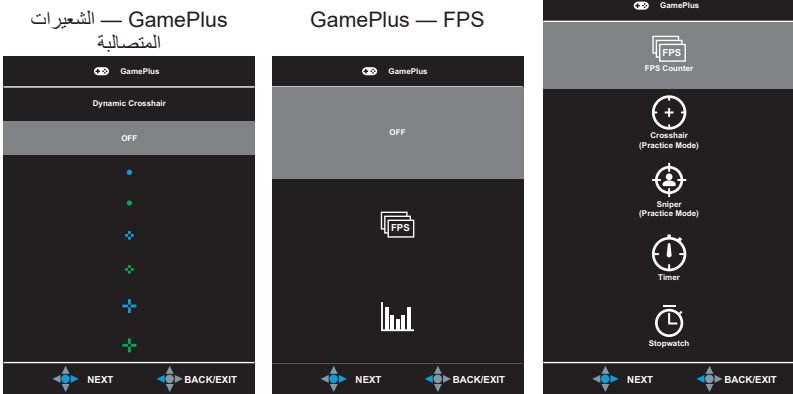 GamePlus — الشعيرات
المتصالبة
GamePlus
Dynamic Crosshair
OFF
NEXT
BACK/EXIT
GamePlus — FPS
GamePlus
OFF
FPS
NEXT
BACK/EXIT
GamePlus
FPS
FPS Counter
Crosshair
(Practice Mode)
Sniper
(Practice Mode)
Timer
Stopwatch
NEXT
BACK/EXIT